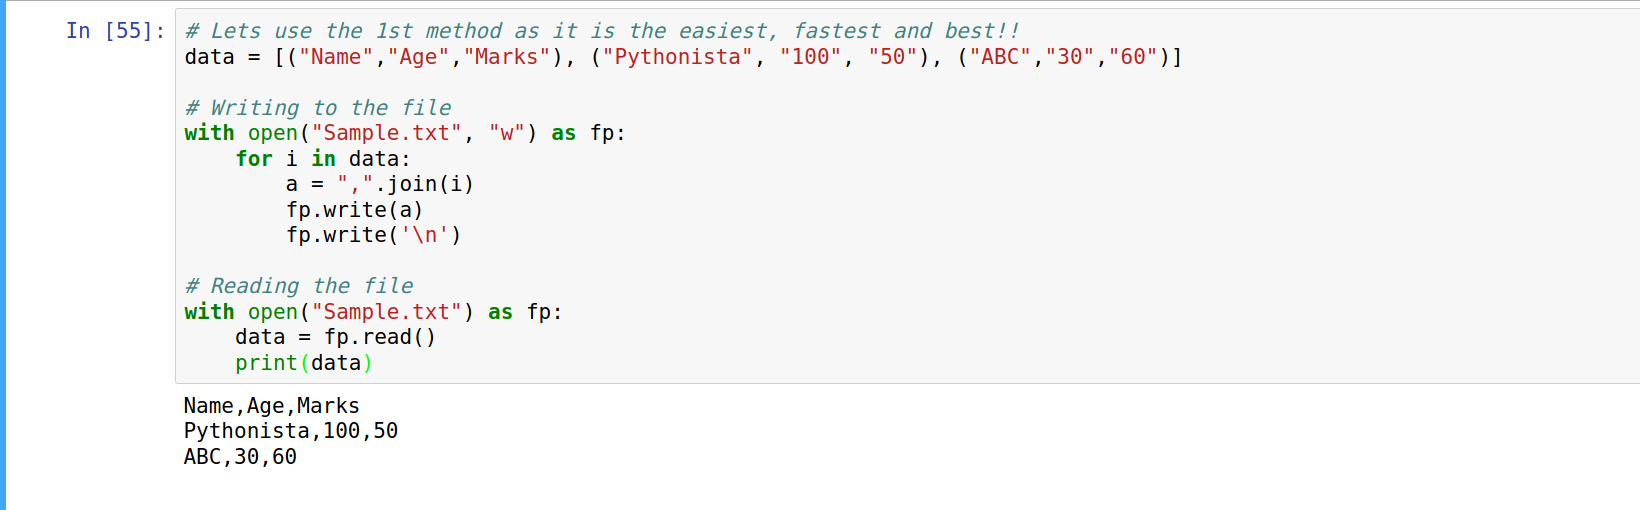 In [55]:
# Lets use the 1st method as it is the easiest, fastest and best!!
data = [("Name","Age","Marks"), ("Pythonista", "100", "50"), ("ABC","30","60")]

# Writing to the file
with open("Sample.txt", "w") as fp:
    for i in data:
        a = ",".join(i)
        fp.write(a)
        fp.write('\n')

# Reading the file
with open("Sample.txt") as fp:
    data = fp.read()
    print(data)
Name,Age,Marks
Pythonista,100,50
ABC,30,60